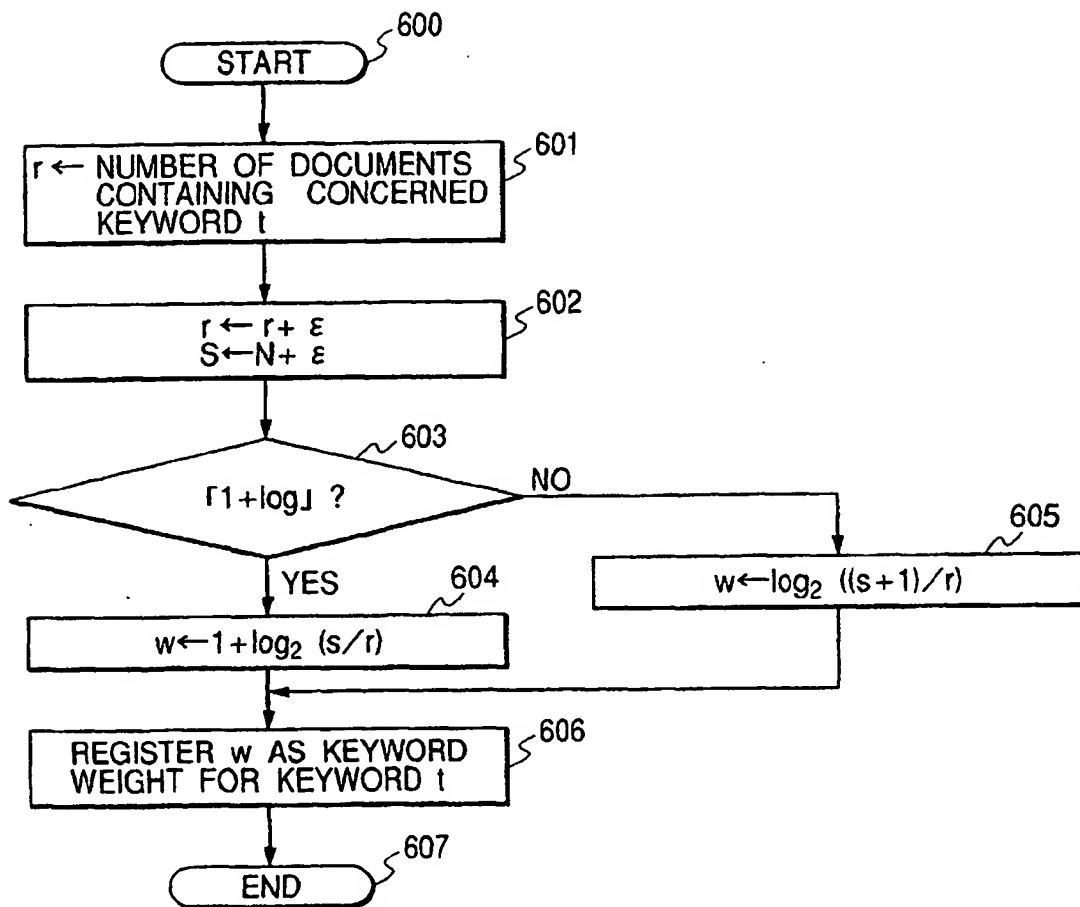 600
START
601
r ← NUMBER OF DOCUMENTS
CONTAINING CONCERNED
KEYWORD t
602
r ← r + ε
S ← N + ε
603
「1+log」 ?
NO
YES
604
w ← 1+log₂ (s/r)
605
w ← log₂ ((s+1)/r)
606
REGISTER w AS KEYWORD
WEIGHT FOR KEYWORD t
607
END